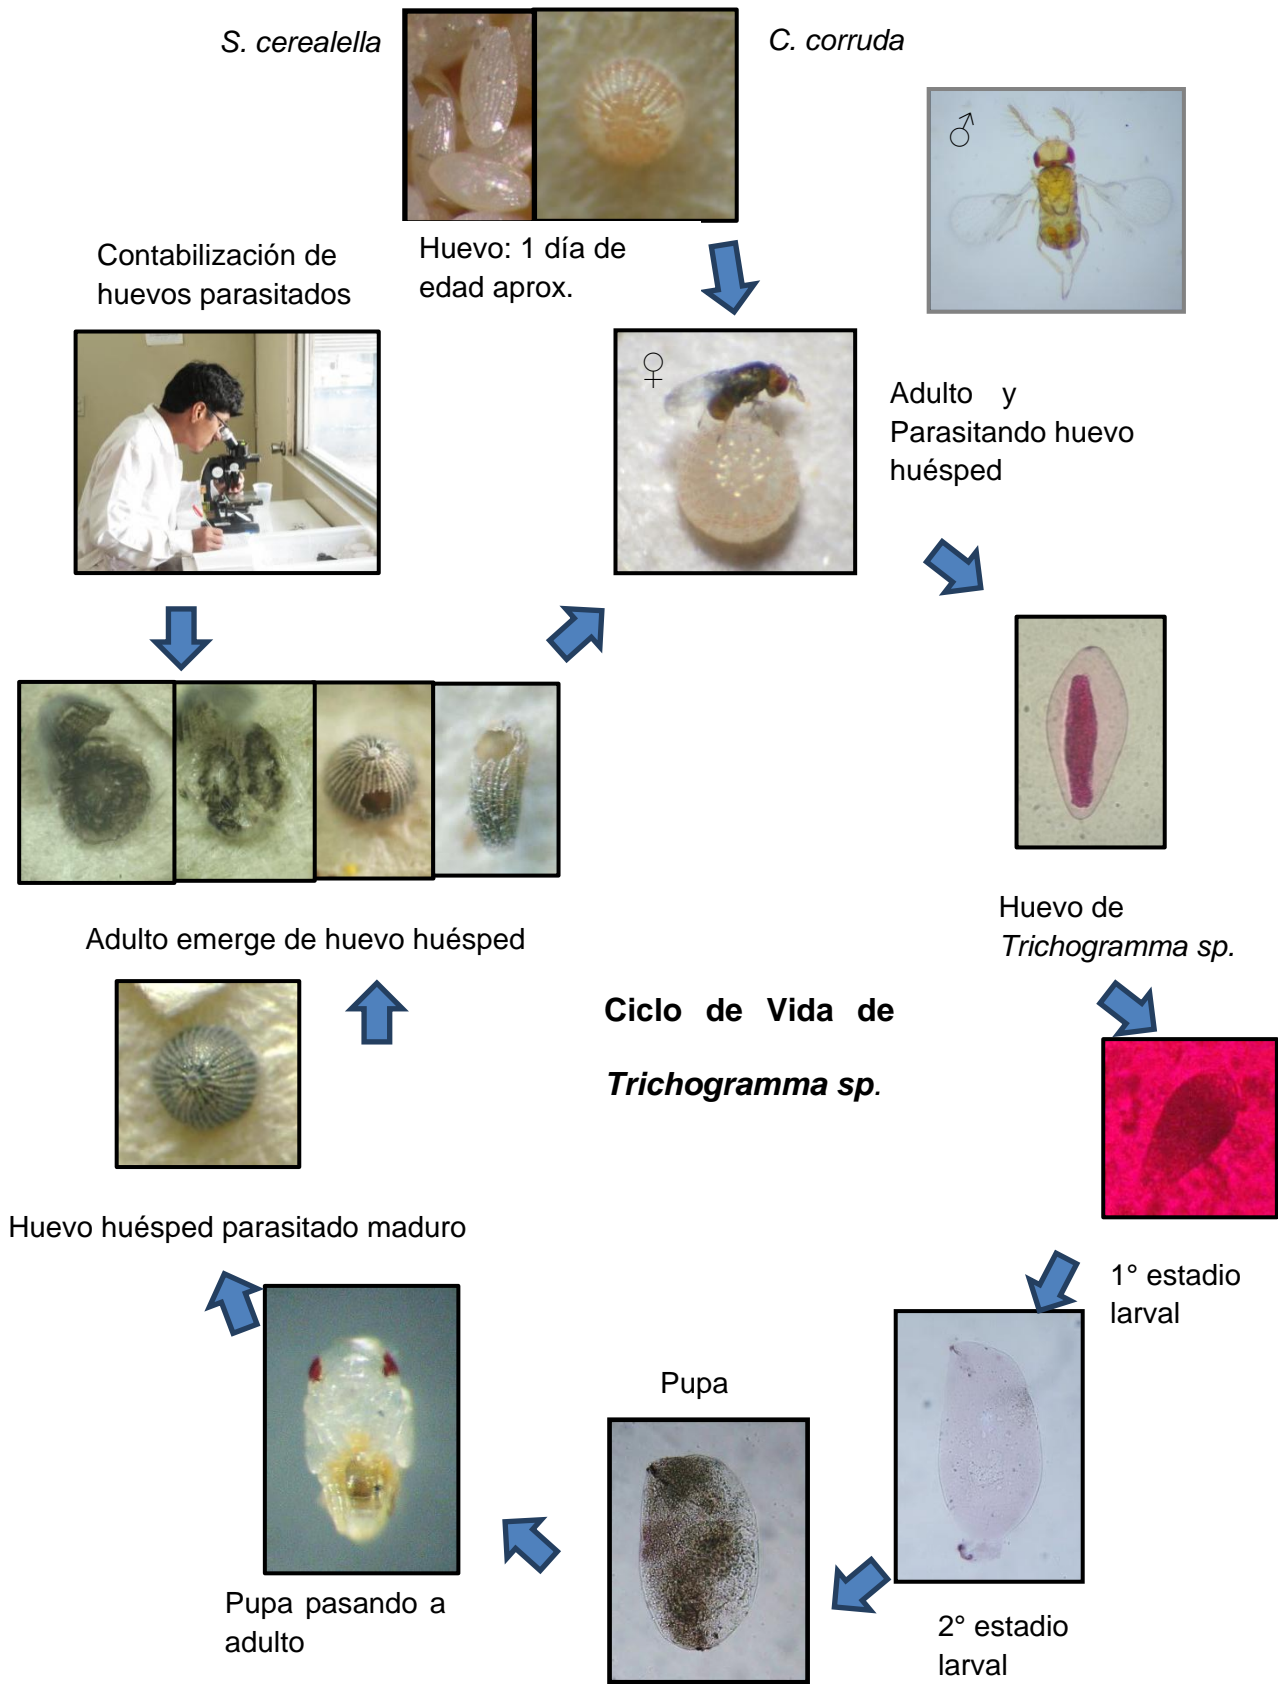 S. cerealella
C. corruda
♂
Huevo: 1 día de
edad aprox.
Contabilización de
huevos parasitados
♀
Adulto y
Parasitando huevo
huésped
Huevo de
Trichogramma sp.
Adulto emerge de huevo huésped
Ciclo de Vida de
Trichogramma sp.
Huevo huésped parasitado maduro
1° estadio
larval
Pupa
Pupa pasando a
adulto
2° estadio
larval